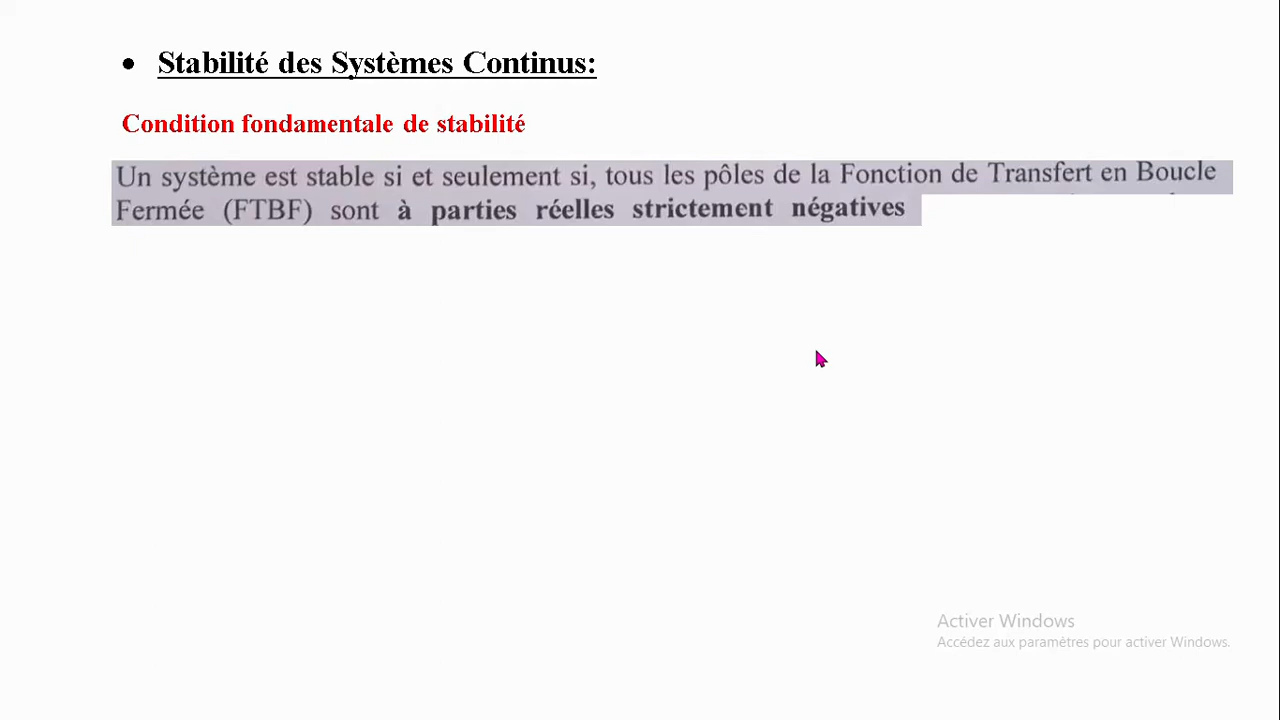 • Stabilité des Systèmes Continus:
Condition fondamentale de stabilité
Un système est stable si et seulement si, tous les pôles de la Fonction de Transfert en Boucle
Fermée (FTBF) sont à parties réelles strictement négatives
Activer Windows
Accédez aux paramètres pour activer Windows.